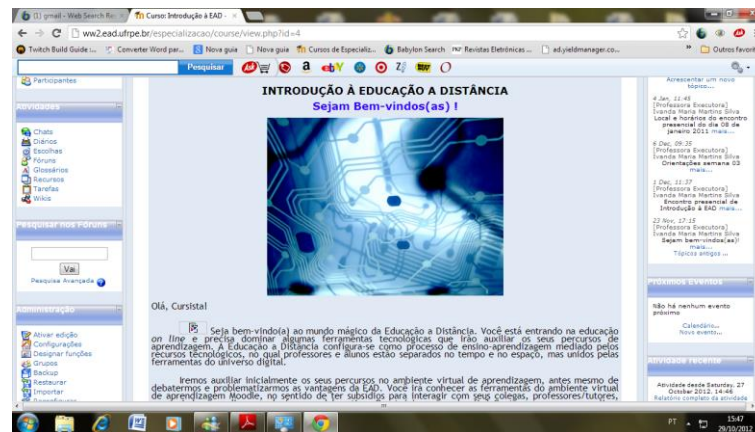 (1) gmail - Web Search Res
Curso: Introdução à EAD -
ww2.ead.ufrpe.br/especializacao/course/view.php?id=4
Twitch Build Guide :...
Converter Word per...
Nova guia
Nova guia
Cursos de Especializ...
Babylon Search
Revistas Eletrônicas ...
ad.yieldmanager.co...
Outros favori
Pesquisar
a
ebY
Participantes
Atividades
Chats
Diários
Escolhas
Fóruns
Glossários
Recursos
Tarefas
Wikis
Pesquisar nos Fóruns
Vai
Pesquisa Avançada
Administração
Ativar edição
Configurações
Designar funções
Grupos
Backup
Restaurar
Importar
INTRODUÇÃO À EDUCAÇÃO A DISTÂNCIA
Sejam Bem-vindos(as) !
Olá, Cursista!
Seja bem-vindo(a) ao mundo mágico da Educação a Distância. Você está entrando na educação
on line e precisa dominar algumas ferramentas tecnológicas que irão auxiliar os seus percursos de
aprendizagem. A Educação a Distância configura-se como processo de ensino-aprendizagem mediado pelos
recursos tecnológicos, no qual professores e alunos estão separados no tempo e no espaço, mas unidos pelas
ferramentas do universo digital.
Iremos auxiliar inicialmente os seus percursos no ambiente virtual de aprendizagem, antes mesmo de
debatermos e problematizarmos as vantagens da EAD. Você irá conhecer as ferramentas do ambiente virtual
de aprendizagem Moodle, no sentido de ter subsídios para interagir com seus colegas, professores/tutores,
Acrescentar um novo
tópico...
4 Jan, 11:45
[Professora Executora]
Ivanda Maria Martins Silva
Local e horários do encontro
presencial do dia 08 de
janeiro 2011 mais...
6 Dec, 09:35
[Professora Executora]
Ivanda Maria Martins Silva
Orientações semana 03
mais...
1 Dec, 11:37
[Professora Executora]
Ivanda Maria Martins Silva
Encontro presencial de
Introdução à EAD mais...
23 Nov, 17:15
[Professora Executora]
Ivanda Maria Martins Silva
Sejam bem-vindos(as)!
mais...
Tópicos antigos ...
Próximos Eventos
Não há nenhum evento
próximo
Calendário...
Novo evento...
Atividade recente
Atividade desde Saturday, 27
October 2012, 14:46
Relatório completo da atividade
PT
15:47
29/10/2012